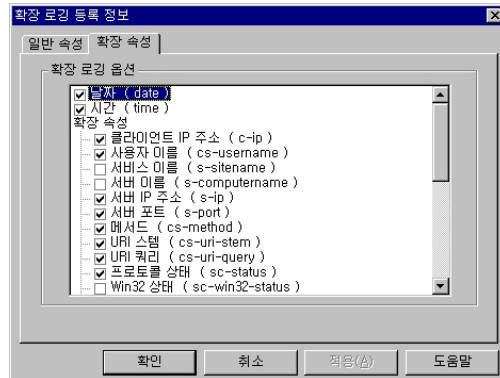 확장 로깅 등록 정보
일반 속성 확장 속성
확장 로깅 옵션
날짜 ( date )
시간 ( time )
확장 속성
클라이언트 IP 주소 ( c-ip )
사용자 이름 ( cs-username )
서비스 이름 ( s-sitename )
서버 이름 ( s-computername )
서버 IP 주소 ( s-ip )
서버 포트 ( s-port )
메서드 ( cs-method )
URI 스템 ( cs-uri-stem )
URI 쿼리 ( cs-uri-query )
프로토콜 상태 ( sc-status )
Win32 상태 ( sc-win32-status )
확인 취소 적용(A) 도움말